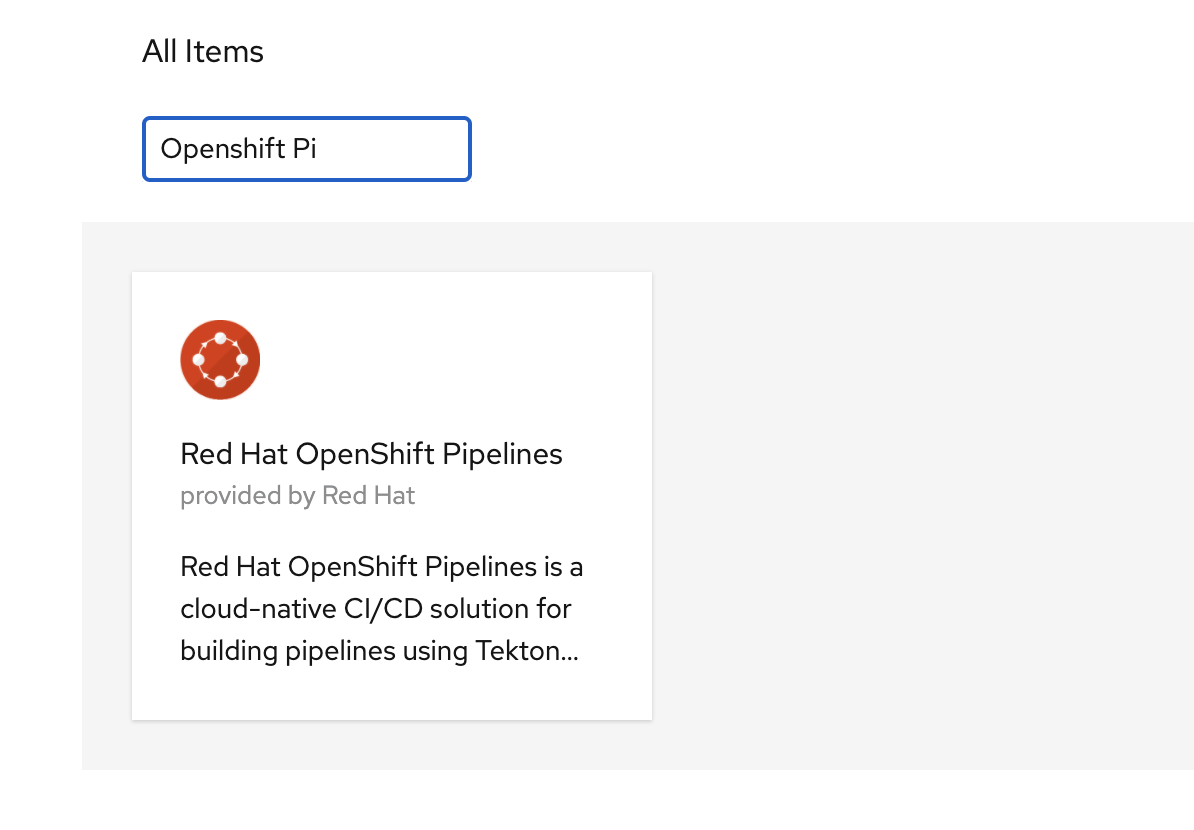 All Items
Openshift Pi
Red Hat OpenShift Pipelines
provided by Red Hat
Red Hat OpenShift Pipelines is a
cloud-native CI/CD solution for
building pipelines using Tekton...